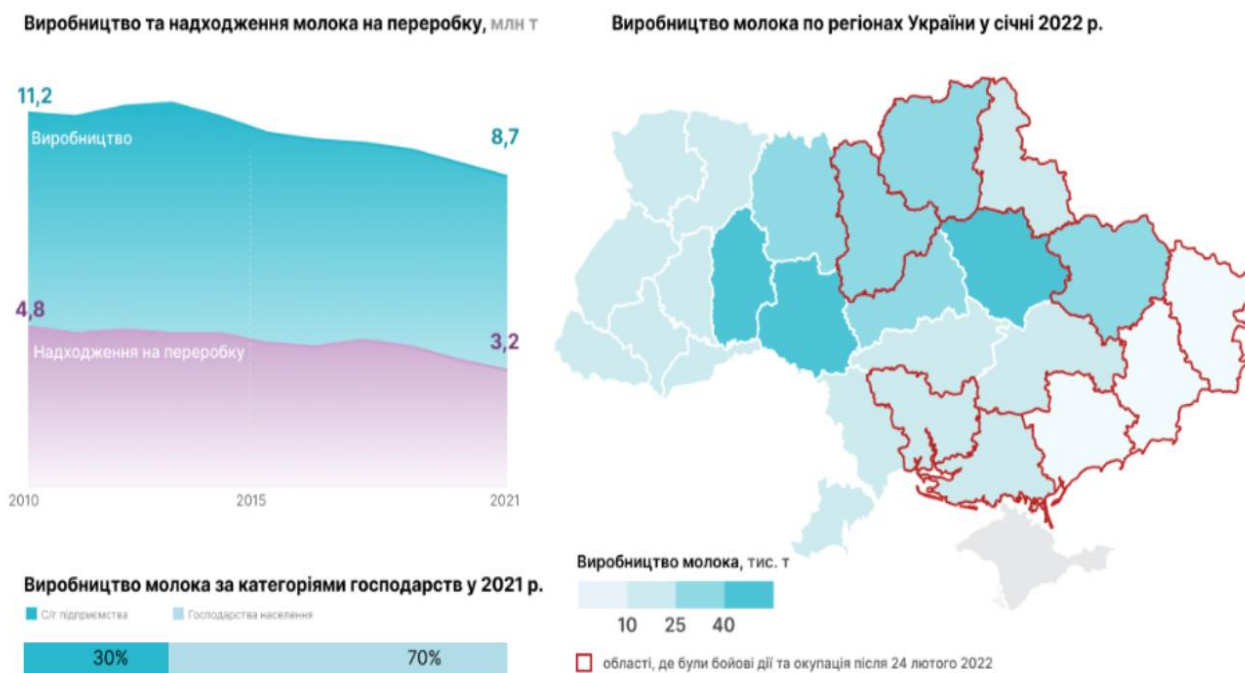 Виробництво та надходження молока на переробку, млн т
11,2
Виробництво
8,7
4,8
Надходження на переробку
3,2
2010
2015
2021
Виробництво молока за категоріями господарств у 2021 р.
С/г підприємства
Господарства населення
30%
70%
Виробництво молока по регіонах України у січні 2022 р.
Виробництво молока, тис. т
10 25 40
області, де були бойові дії та окупація після 24 лютого 2022